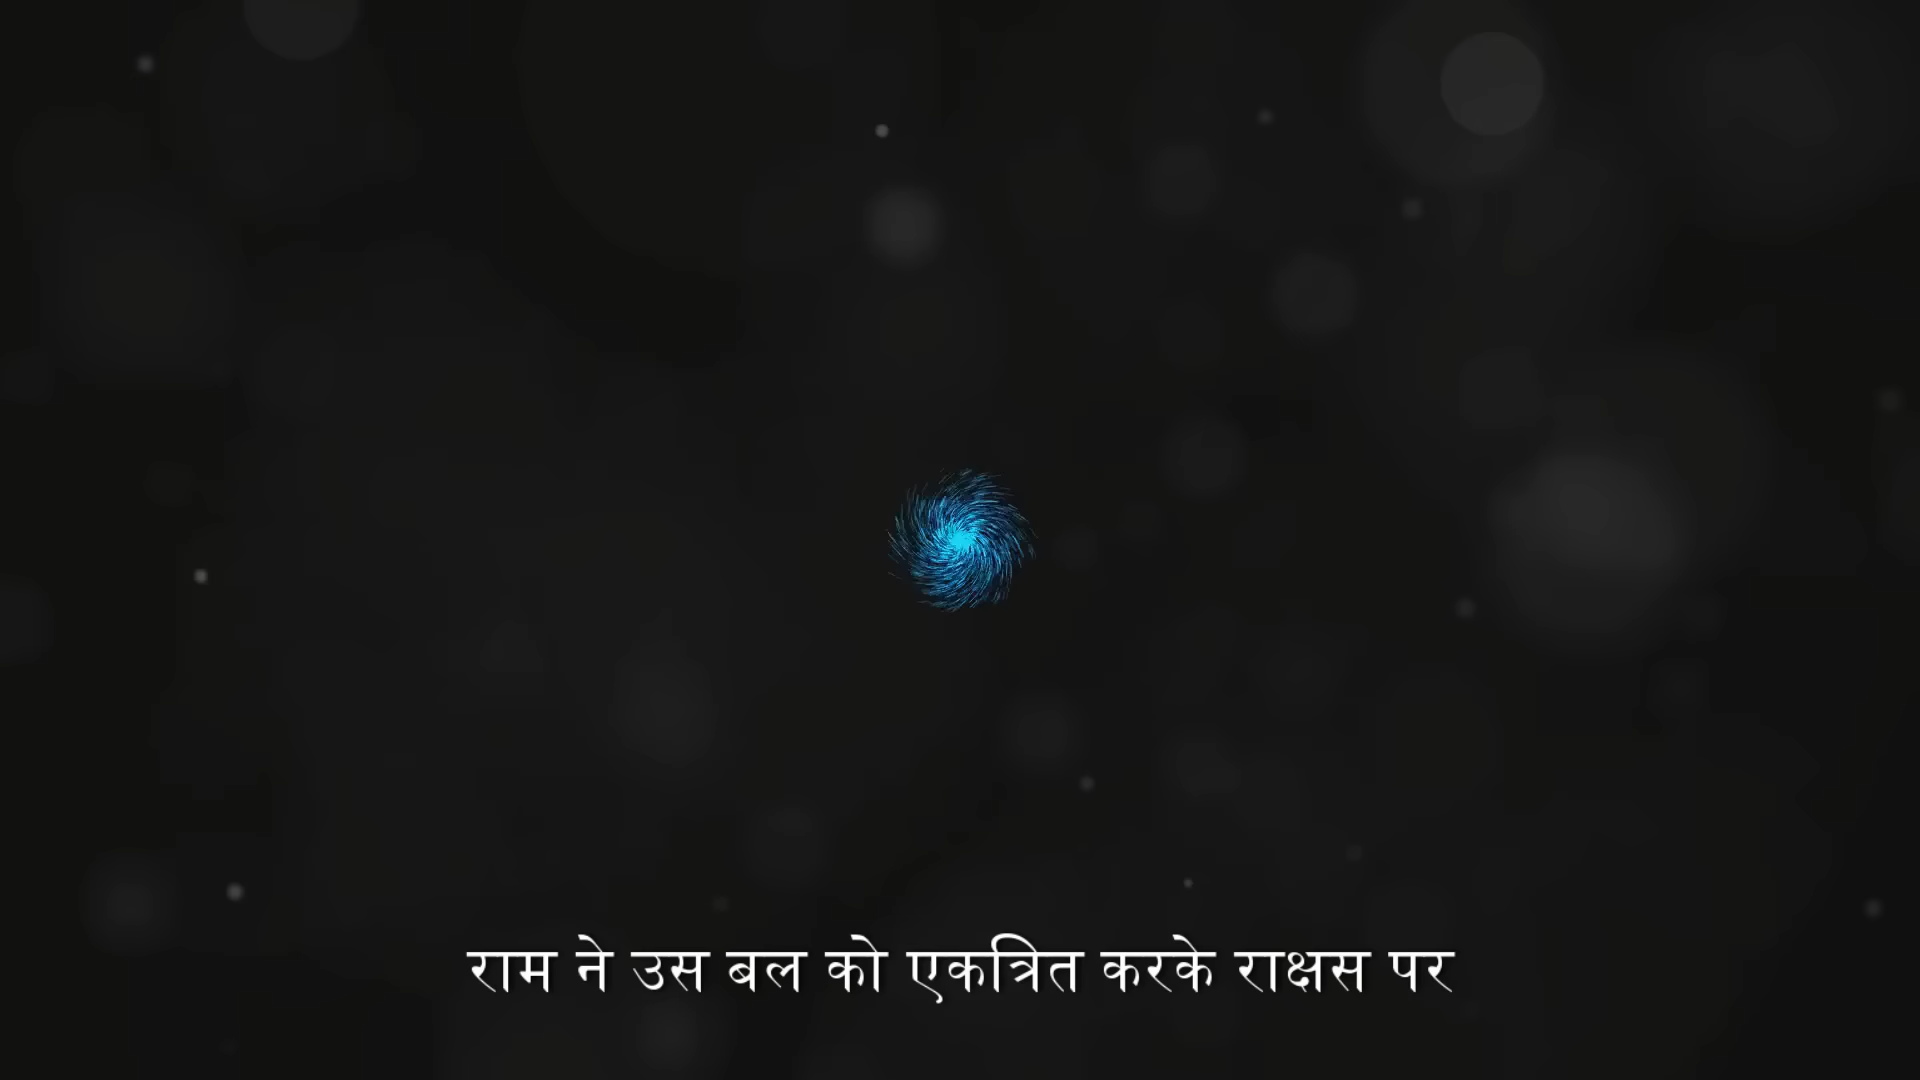 राम ने उस बल को एकत्रित करके राक्षस पर